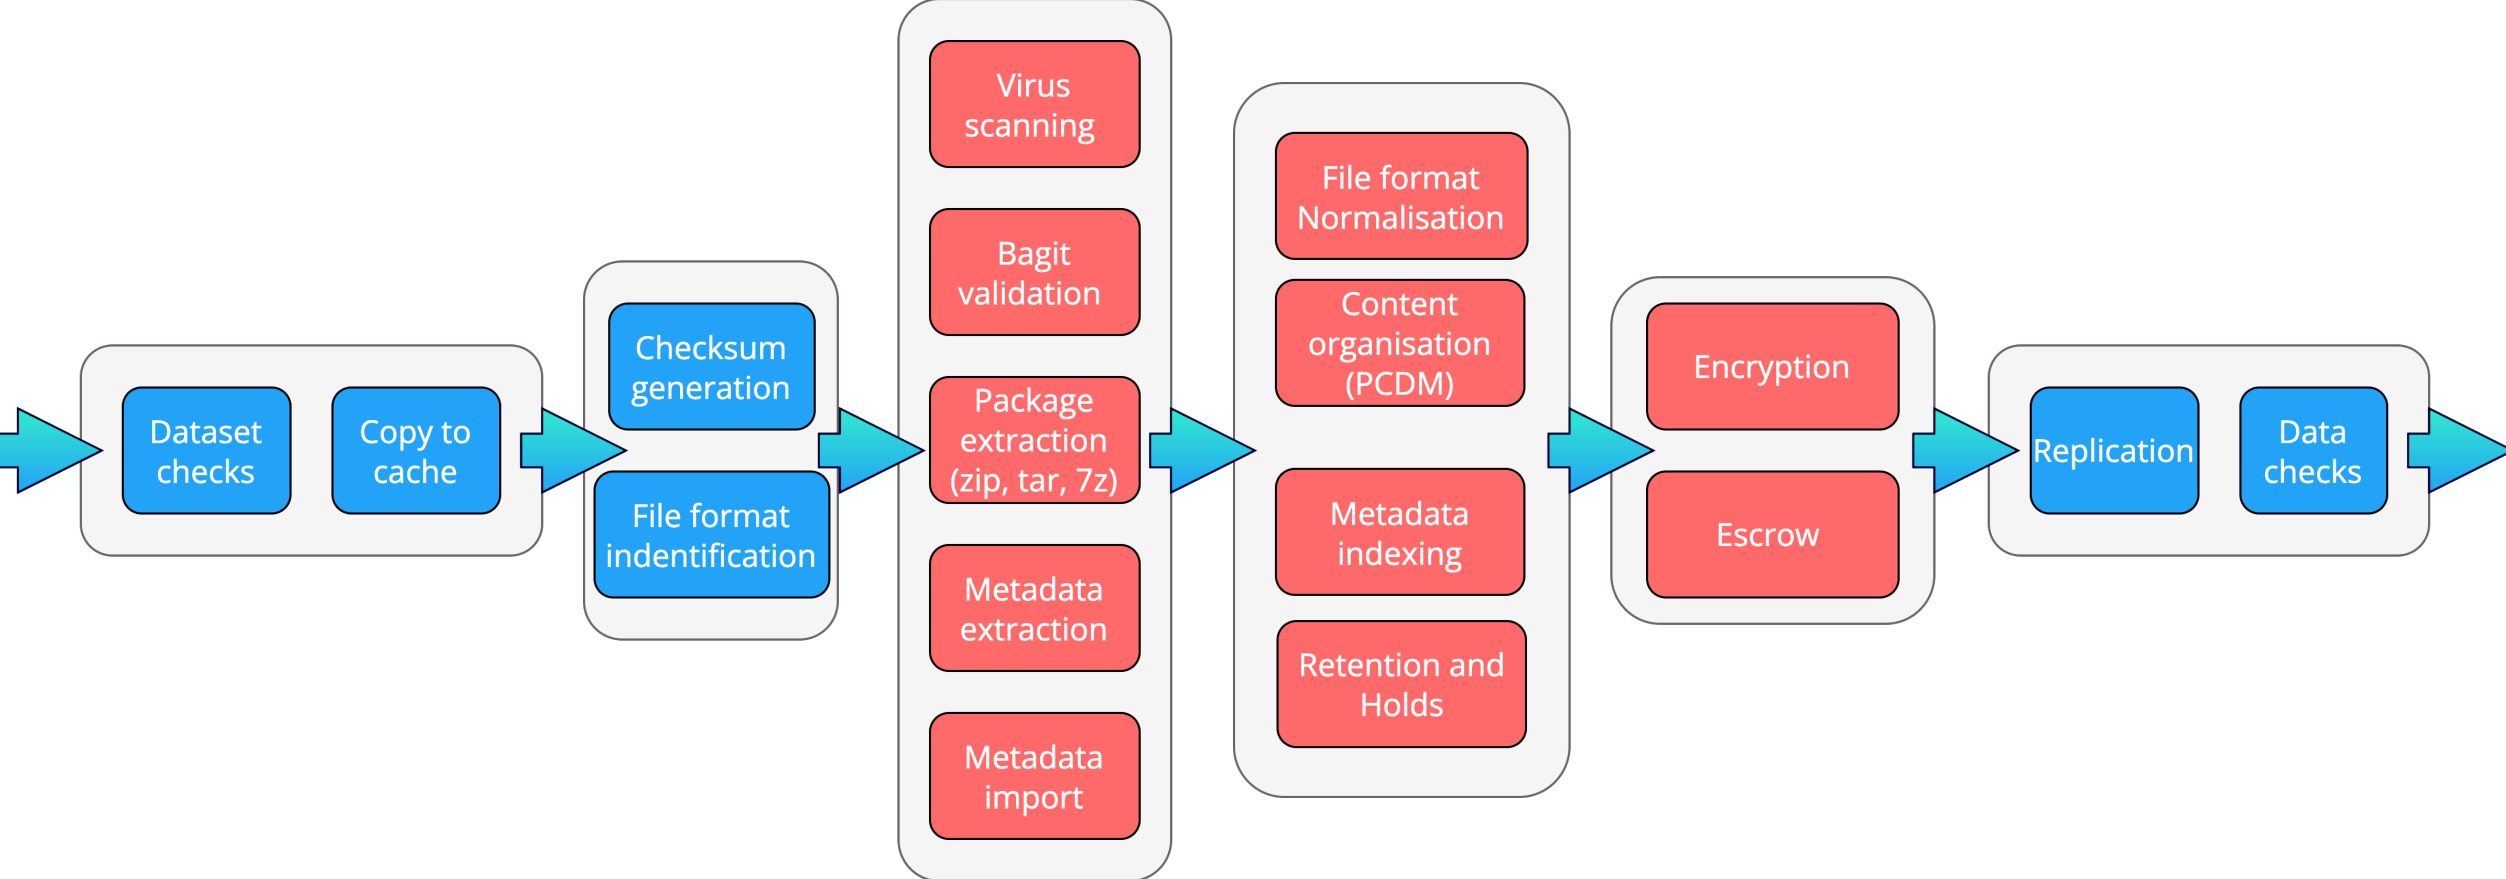 Dataset
checks
Copy to
cache
Checksum
generation
File format
indentification
Virus
scanning
Bagit
validation
Package
extraction
(zip, tar, 7z)
Metadata
extraction
Metadata
import
File format
Normalisation
Content
organisation
(PCDM)
Metadata
indexing
Retention and
Holds
Encryption
Escrow
Replication
Data
checks